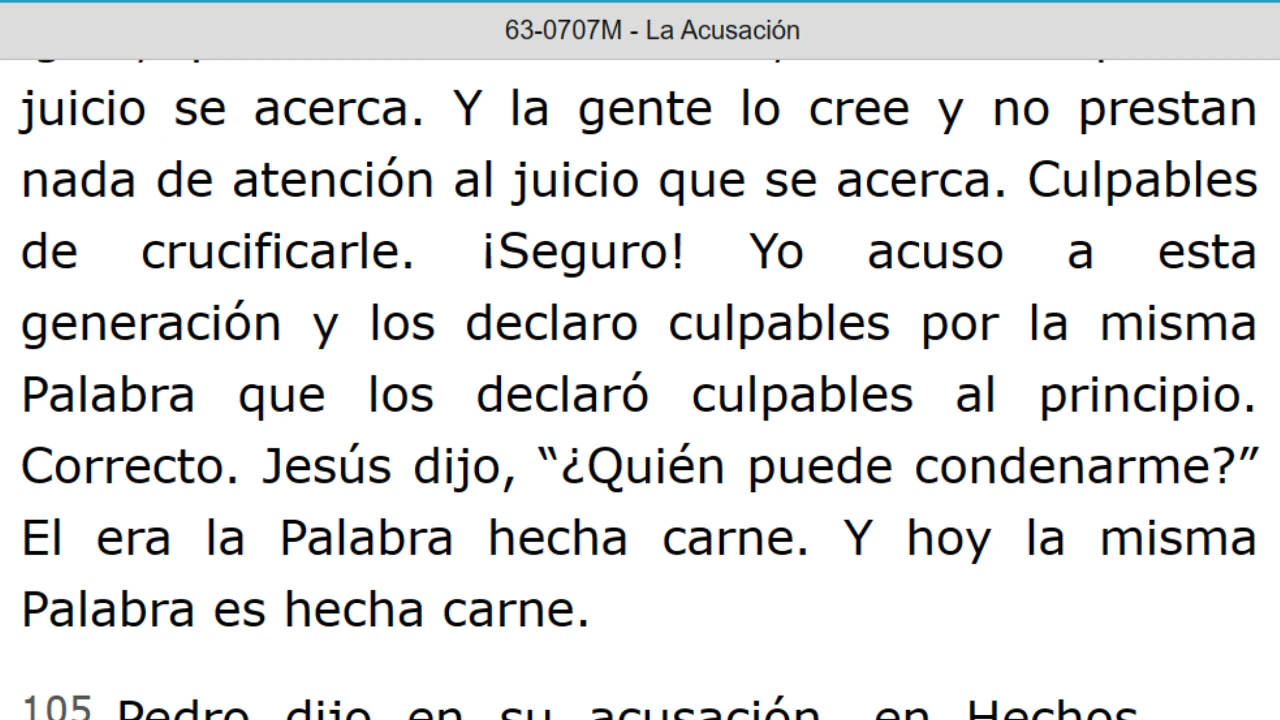 63-0707M - La Acusación
juicio se acerca. Y la gente lo cree y no prestan
nada de atención al juicio que se acerca. Culpables
de crucificarle. ¡Seguro! Yo acuso a esta
generación y los declaro culpables por la misma
Palabra que los declaró culpables al principio.
Correcto. Jesús dijo, “¿Quién puede condenarme?”
El era la Palabra hecha carne. Y hoy la misma
Palabra es hecha carne.
105 Pedro dijo en su acusación, en Hechos